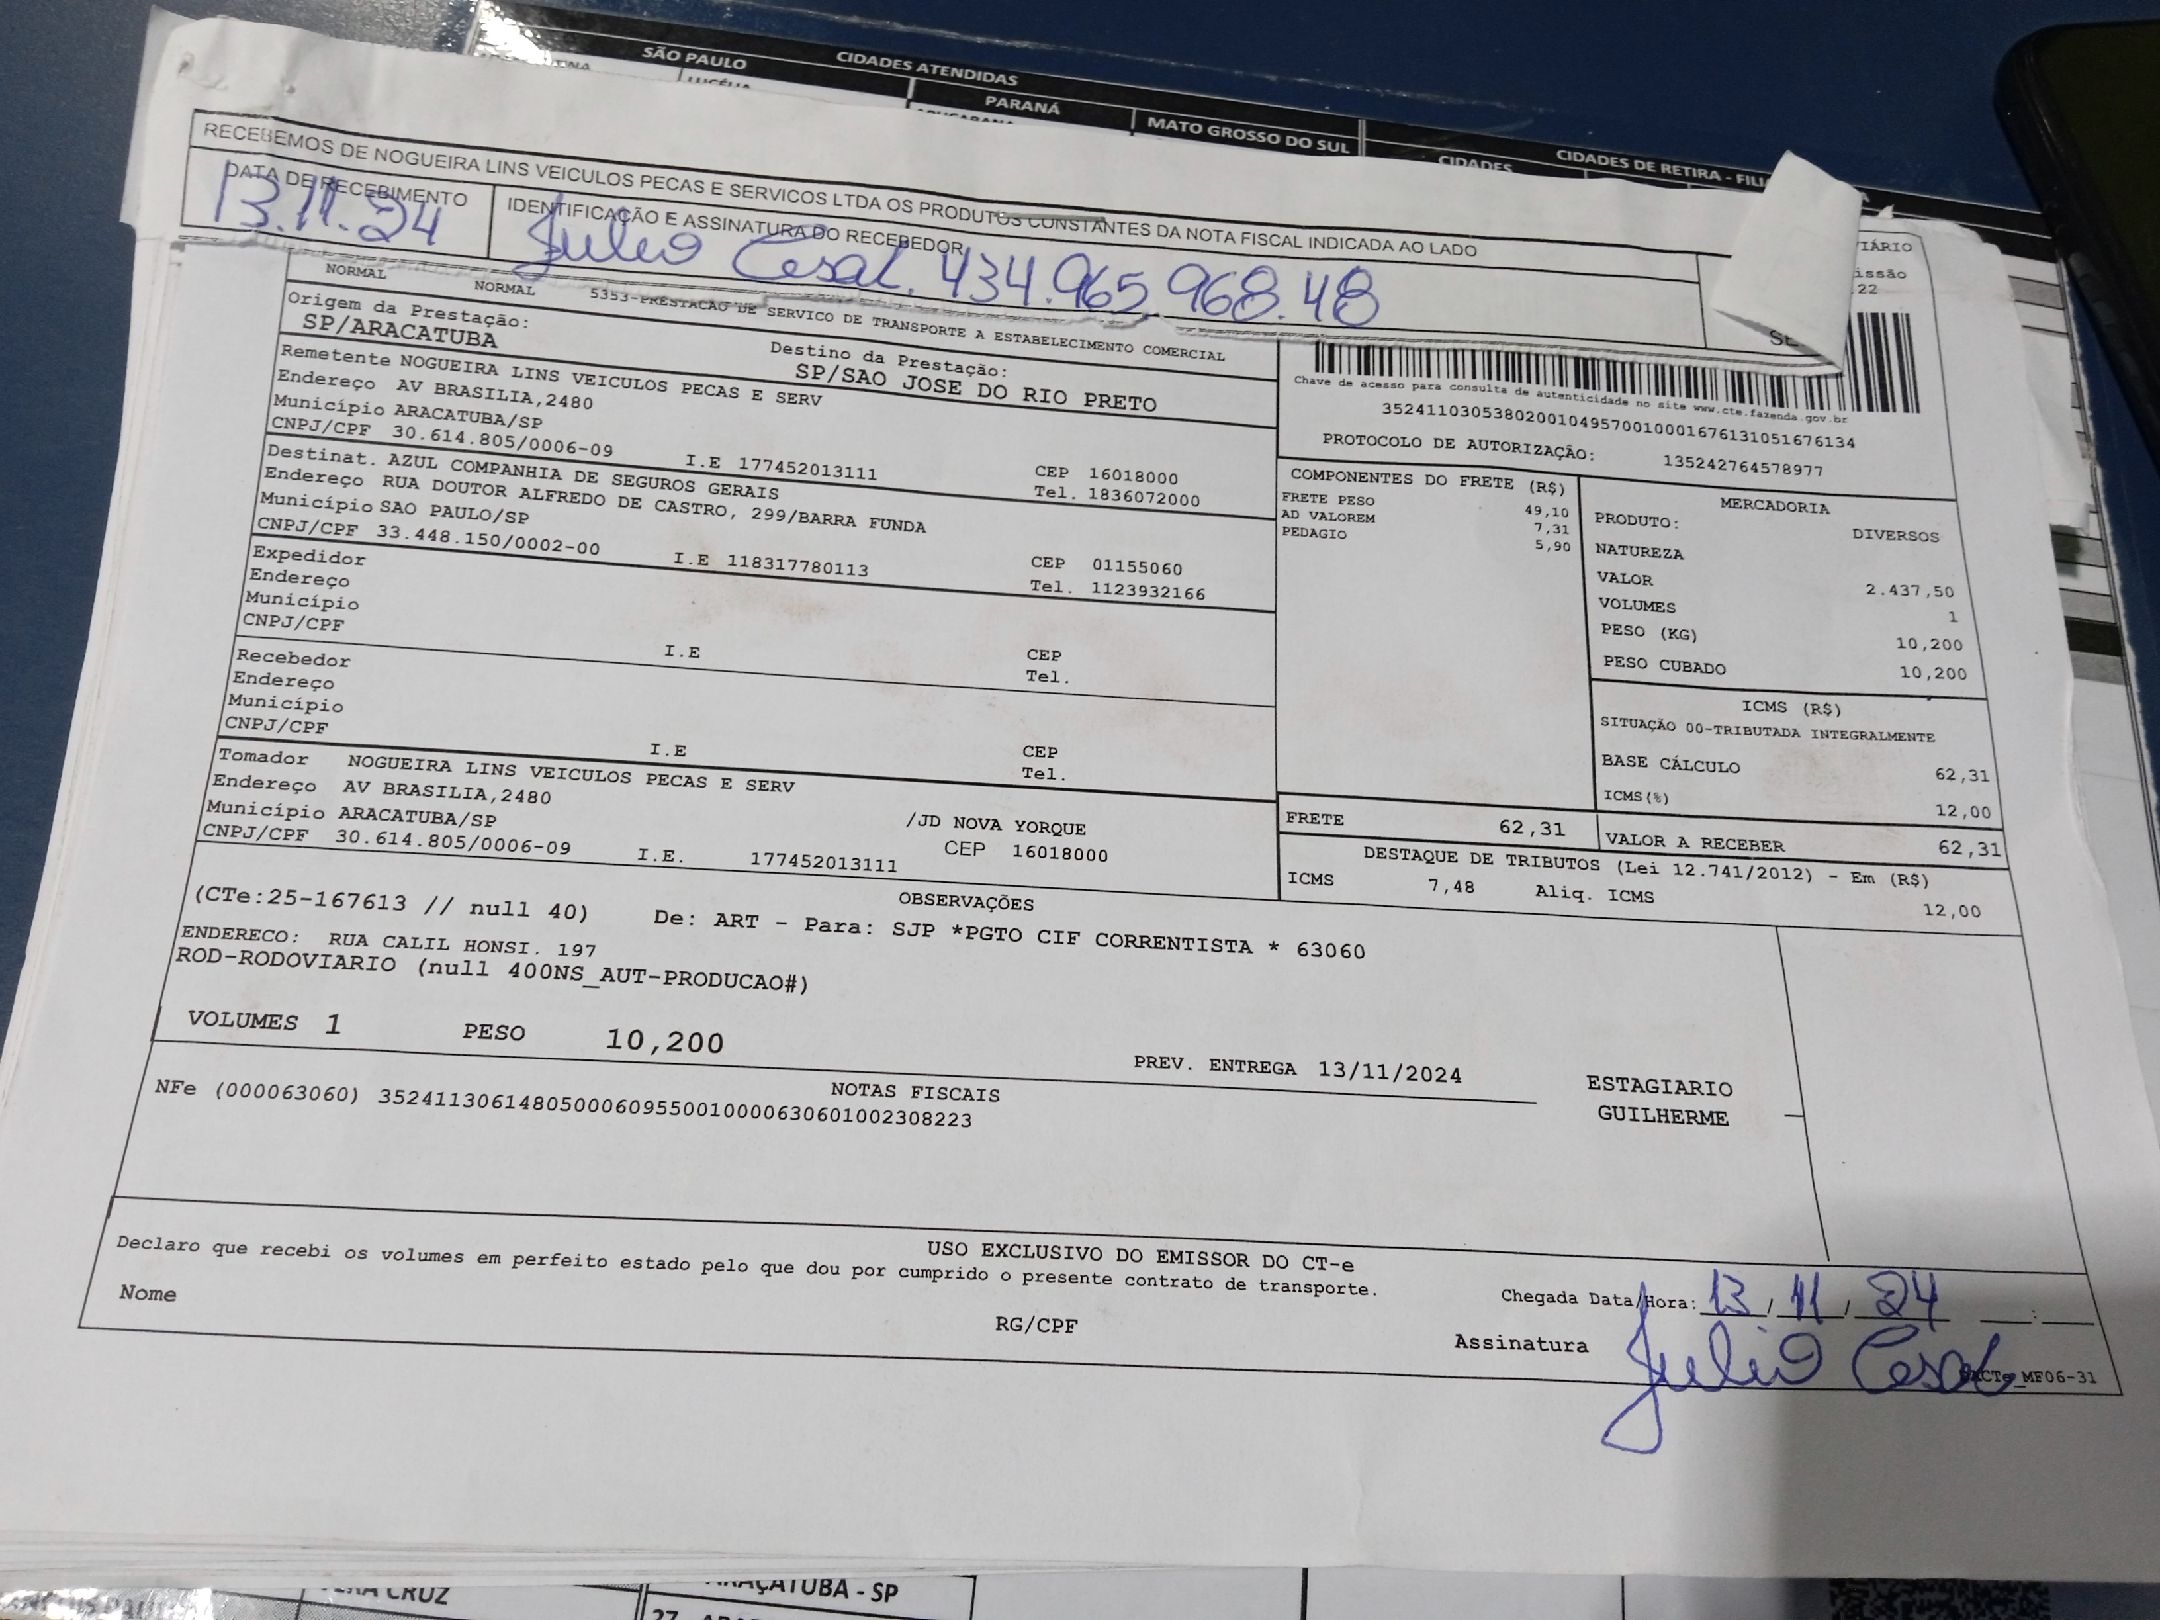 SÃO PAULO CIDADES ATENDIDAS
LUCÉLIA PARANÁ MATO GROSSO DO SUL CIDADES CIDADES DE RETIRA - FILI
RECEBEMOS DE NOGUEIRA LINS VEICULOS PECAS E SERVICOS LTDA OS PRODUTOS CONSTANTES DA NOTA FISCAL INDICADA AO LADO
DATA DE RECEBIMENTO IDENTIFICAÇÃO E ASSINATURA DO RECEBEDOR
13.11.24 Julio Cesar. 434.965.968.48
IÁRIO
issão
22
NORMAL NORMAL 5353-PRESTACAO DE SERVICO DE TRANSPORTE A ESTABELECIMENTO COMERCIAL
Origem da Prestação: Destino da Prestação:
SP/ARACATUBA SP/SAO JOSE DO RIO PRETO
Remetente NOGUEIRA LINS VEICULOS PECAS E SERV
Endereço AV BRASILIA,2480
Município ARACATUBA/SP CEP 16018000
CNPJ/CPF 30.614.805/0006-09 I.E 177452013111 Tel. 1836072000
Destinat. AZUL COMPANHIA DE SEGUROS GERAIS
Endereço RUA DOUTOR ALFREDO DE CASTRO, 299/BARRA FUNDA
Município SAO PAULO/SP CEP 01155060
CNPJ/CPF 33.448.150/0002-00 I.E 118317780113 Tel. 1123932166
Expedidor
Endereço
Município CEP
CNPJ/CPF I.E Tel.
Recebedor
Endereço
Município CEP
CNPJ/CPF I.E Tel.
Tomador NOGUEIRA LINS VEICULOS PECAS E SERV
Endereço AV BRASILIA,2480 /JD NOVA YORQUE
Município ARACATUBA/SP CEP 16018000
CNPJ/CPF 30.614.805/0006-09 I.E. 177452013111
Chave de acesso para consulta de autenticidade no site www.cte.fazenda.gov.br
35241103053802001049570010001676131051676134
PROTOCOLO DE AUTORIZAÇÃO: 135242764578977
COMPONENTES DO FRETE (R$)
FRETE PESO 49,10
AD VALOREM 7,31
PEDAGIO 5,90
MERCADORIA
PRODUTO: DIVERSOS
NATUREZA
VALOR 2.437,50
VOLUMES 1
PESO (KG) 10,200
PESO CUBADO 10,200
ICMS (R$)
SITUAÇÃO 00-TRIBUTADA INTEGRALMENTE
BASE CÁLCULO 62,31
ICMS(%) 12,00
FRETE 62,31 VALOR A RECEBER 62,31
DESTAQUE DE TRIBUTOS (Lei 12.741/2012) - Em (R$)
ICMS 7,48 Aliq. ICMS 12,00
OBSERVAÇÕES
(CTe:25-167613 // null 40) De: ART - Para: SJP *PGTO CIF CORRENTISTA * 63060
ENDERECO: RUA CALIL HONSI. 197
ROD-RODOVIARIO (null 400NS_AUT-PRODUCAO#)
VOLUMES 1 PESO 10,200 PREV. ENTREGA 13/11/2024 ESTAGIARIO
GUILHERME
NOTAS FISCAIS
NFe (000063060) 35241130614805000609550010000630601002308223
USO EXCLUSIVO DO EMISSOR DO CT-e
Declaro que recebi os volumes em perfeito estado pelo que dou por cumprido o presente contrato de transporte.
Chegada Data/Hora: 13/11/24 __:__
Nome RG/CPF Assinatura Julio Cesar
MF06-31
CRUZ ARAÇATUBA - SP
27